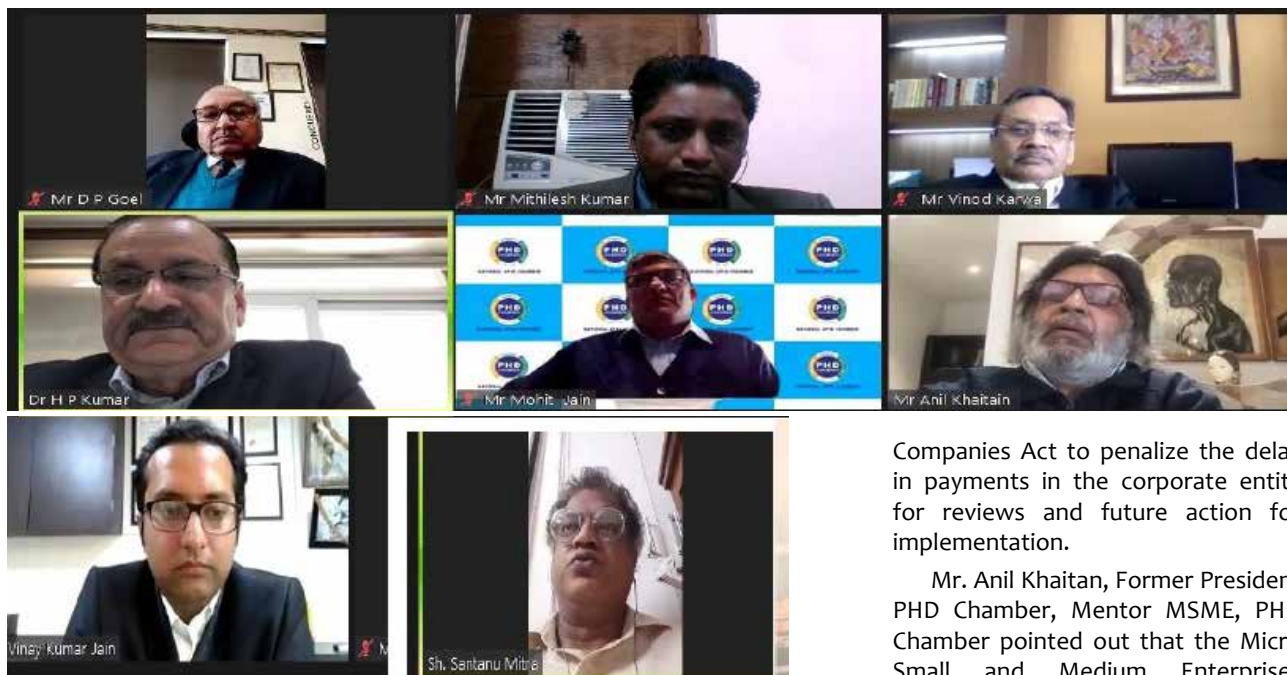 CONQUERED
Mr D P Goel
Mr Mithilesh Kumar
Mr Vinod Karwa
Dr H P Kumar
PHD
Mr Mohit Jain
Mr Anil Khaitain
Vinay Kumar Jain
M
Sh. Santanu Mitra
Companies Act to penalize the dela
in payments in the corporate entit
for reviews and future action fo
implementation.
Mr. Anil Khaitan, Former Presiden
PHD Chamber, Mentor MSME, PH
Chamber pointed out that the Micr
Small and Medium Enterprise